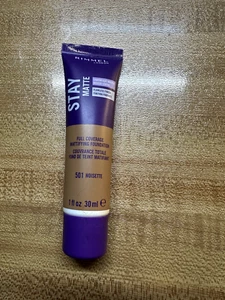 RIMMEL
STAY
MATTE
FULL COVERAGE
MATTIFYING FOUNDATION
COUVRANCE TOTALE
FOND DE TEINT MATIFIANT
501 NOISETTE
1 fl oz 30ml e